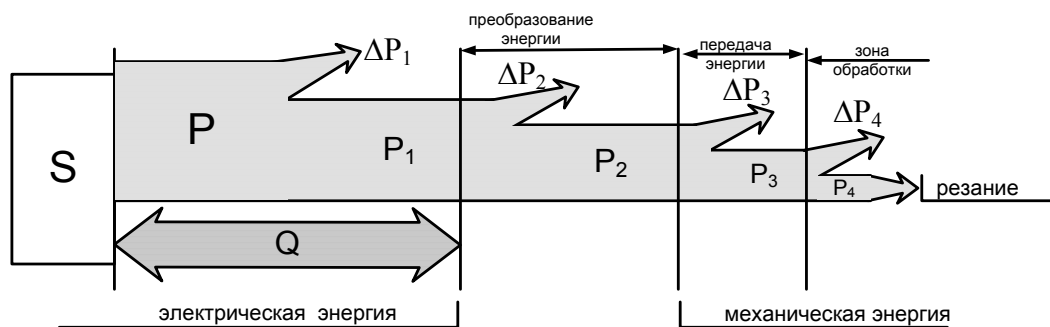 преобразование
энергии
передача
энергии
зона
обработки
ΔP₁
ΔP₂
ΔP₃
ΔP₄
S
P
P₁
P₂
P₃
P₄
резание
Q
электрическая энергия
механическая энергия